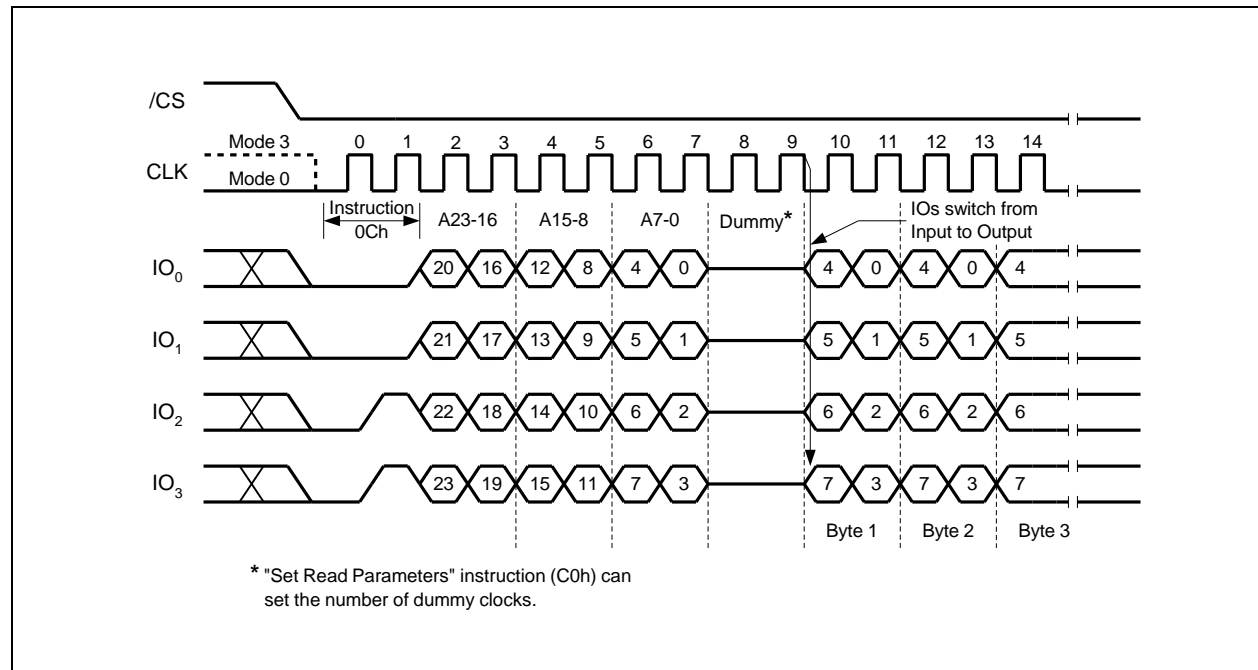 /CS
Mode 3
0 1 2 3 4 5 6 7 8 9 10 11 12 13 14
CLK
Mode 0
Instruction
0Ch
A23-16 A15-8 A7-0 Dummy*
IOs switch from
Input to Output
IO0 20 16 12 8 4 0 4 0 4 0 4
IO1 21 17 13 9 5 1 5 1 5 1 5
IO2 22 18 14 10 6 2 6 2 6 2 6
IO3 23 19 15 11 7 3 7 3 7 3 7
Byte 1 Byte 2 Byte 3
* "Set Read Parameters" instruction (C0h) can
set the number of dummy clocks.